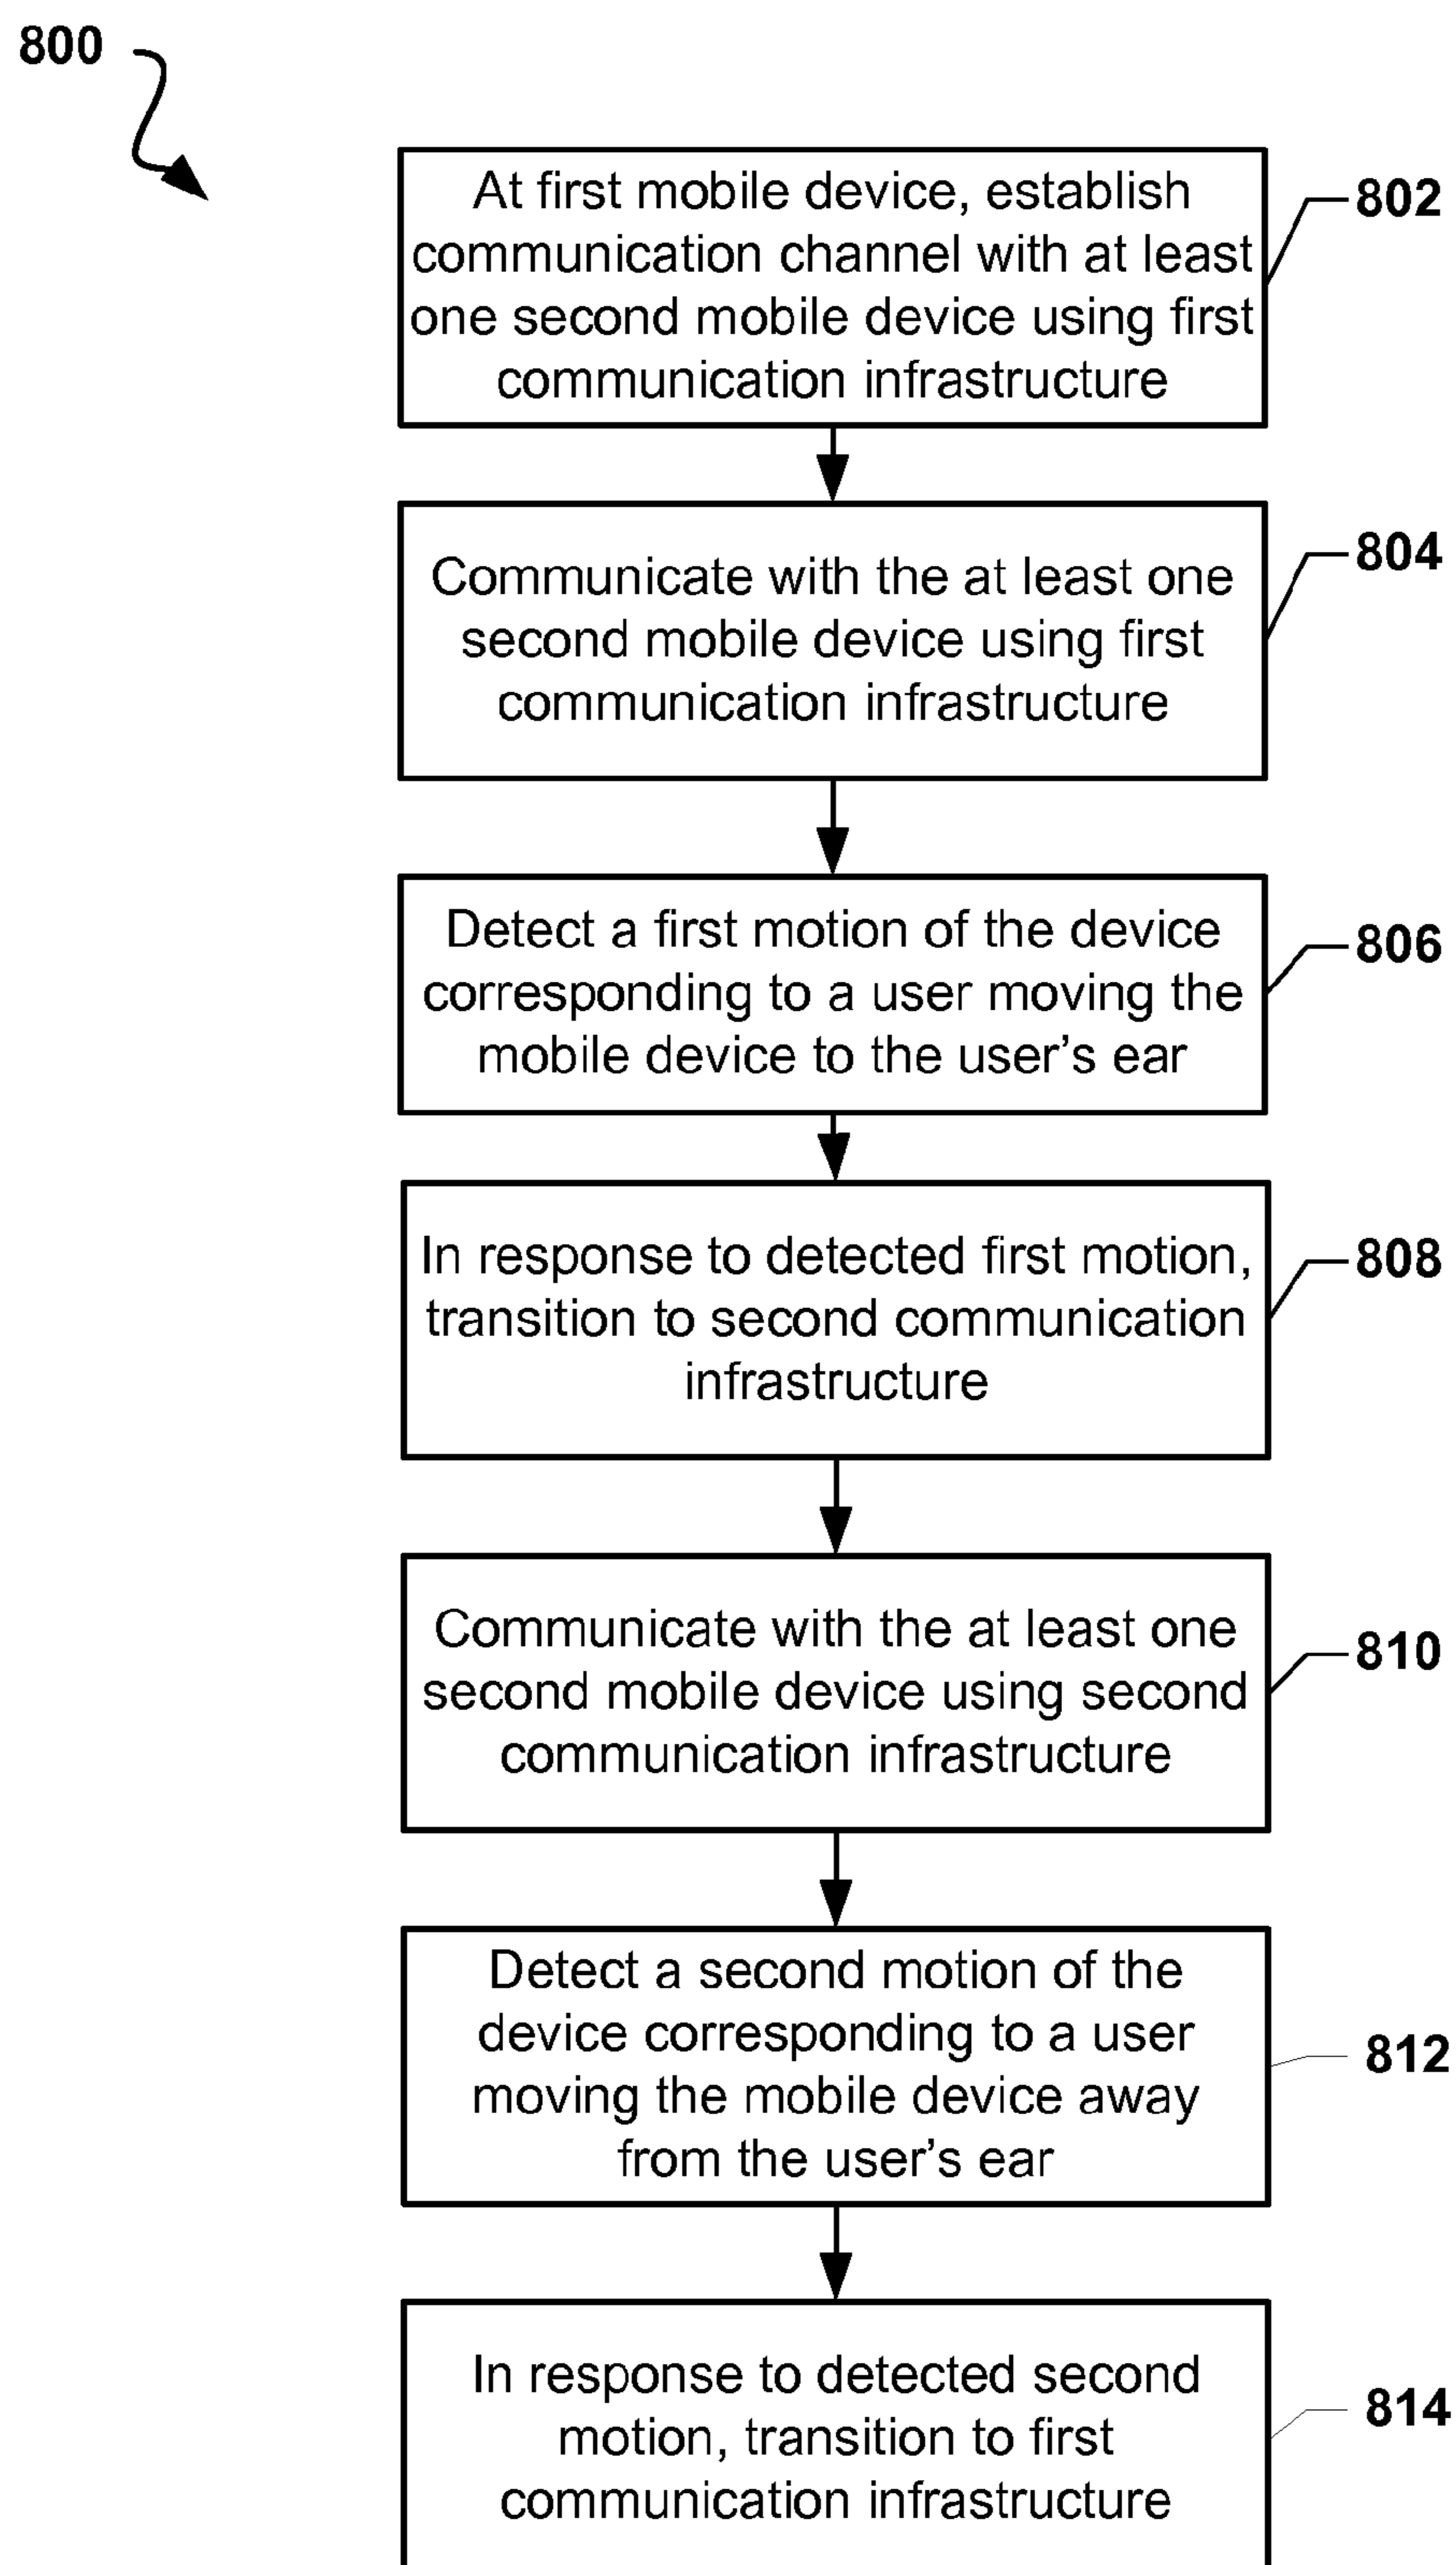 800
At first mobile device, establish
communication channel with at least
one second mobile device using first
communication infrastructure
802
Communicate with the at least one
second mobile device using first
communication infrastructure
804
Detect a first motion of the device
corresponding to a user moving the
mobile device to the user’s ear
806
In response to detected first motion,
transition to second communication
infrastructure
808
Communicate with the at least one
second mobile device using second
communication infrastructure
810
Detect a second motion of the
device corresponding to a user
moving the mobile device away
from the user’s ear
812
In response to detected second
motion, transition to first
communication infrastructure
814